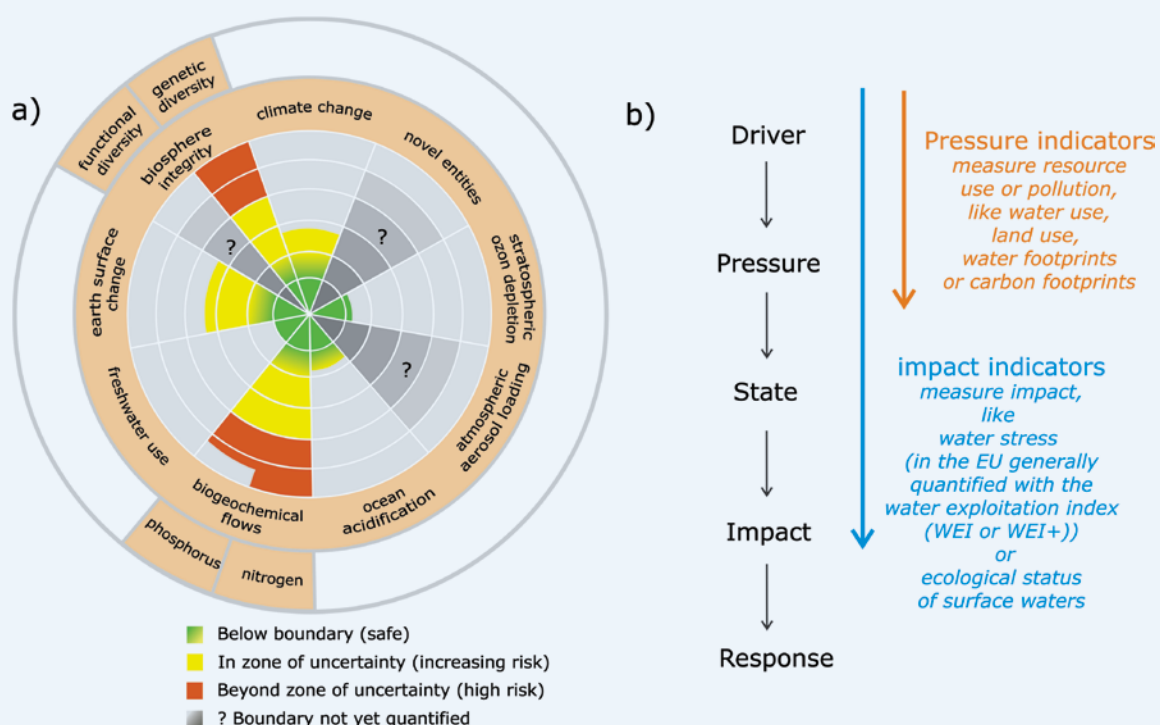 a)
genetic
diversity
functional
diversity
biosphere
integrity
climate change
novel entities
stratospheric
ozon depletion
atmospheric
aerosol loading
ocean
acidification
biogeochemical
flows
phosphorus
nitrogen
freshwater use
earth surface
change
?
?
?
Below boundary (safe)
In zone of uncertainty (increasing risk)
Beyond zone of uncertainty (high risk)
? Boundary not yet quantified
b)
Driver
Pressure
State
Impact
Response
Pressure indicators
measure resource
use or pollution,
like water use,
land use,
water footprints
or carbon footprints
impact indicators
measure impact,
like
water stress
(in the EU generally
quantified with the
water exploitation index
(WEI or WEI+))
or
ecological status
of surface waters